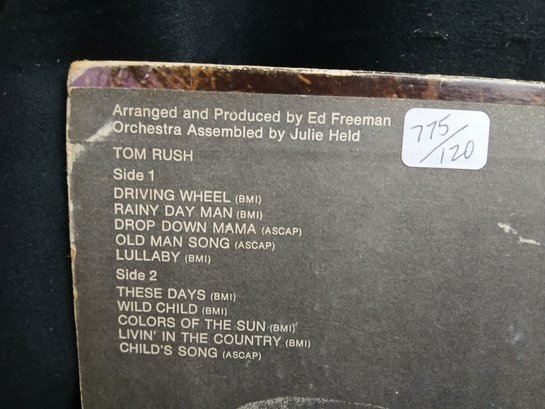 Arranged and Produced by Ed Freeman
Orchestra Assembled by Julie Held
775/120
TOM RUSH
Side 1
DRIVING WHEEL (BMI)
RAINY DAY MAN (BMI)
DROP DOWN MAMA (ASCAP)
OLD MAN SONG (ASCAP)
LULLABY (BMI)
Side 2
THESE DAYS (BMI)
WILD CHILD (BMI)
COLORS OF THE SUN (BMI)
LIVIN' IN THE COUNTRY (BMI)
CHILD'S SONG (ASCAP)